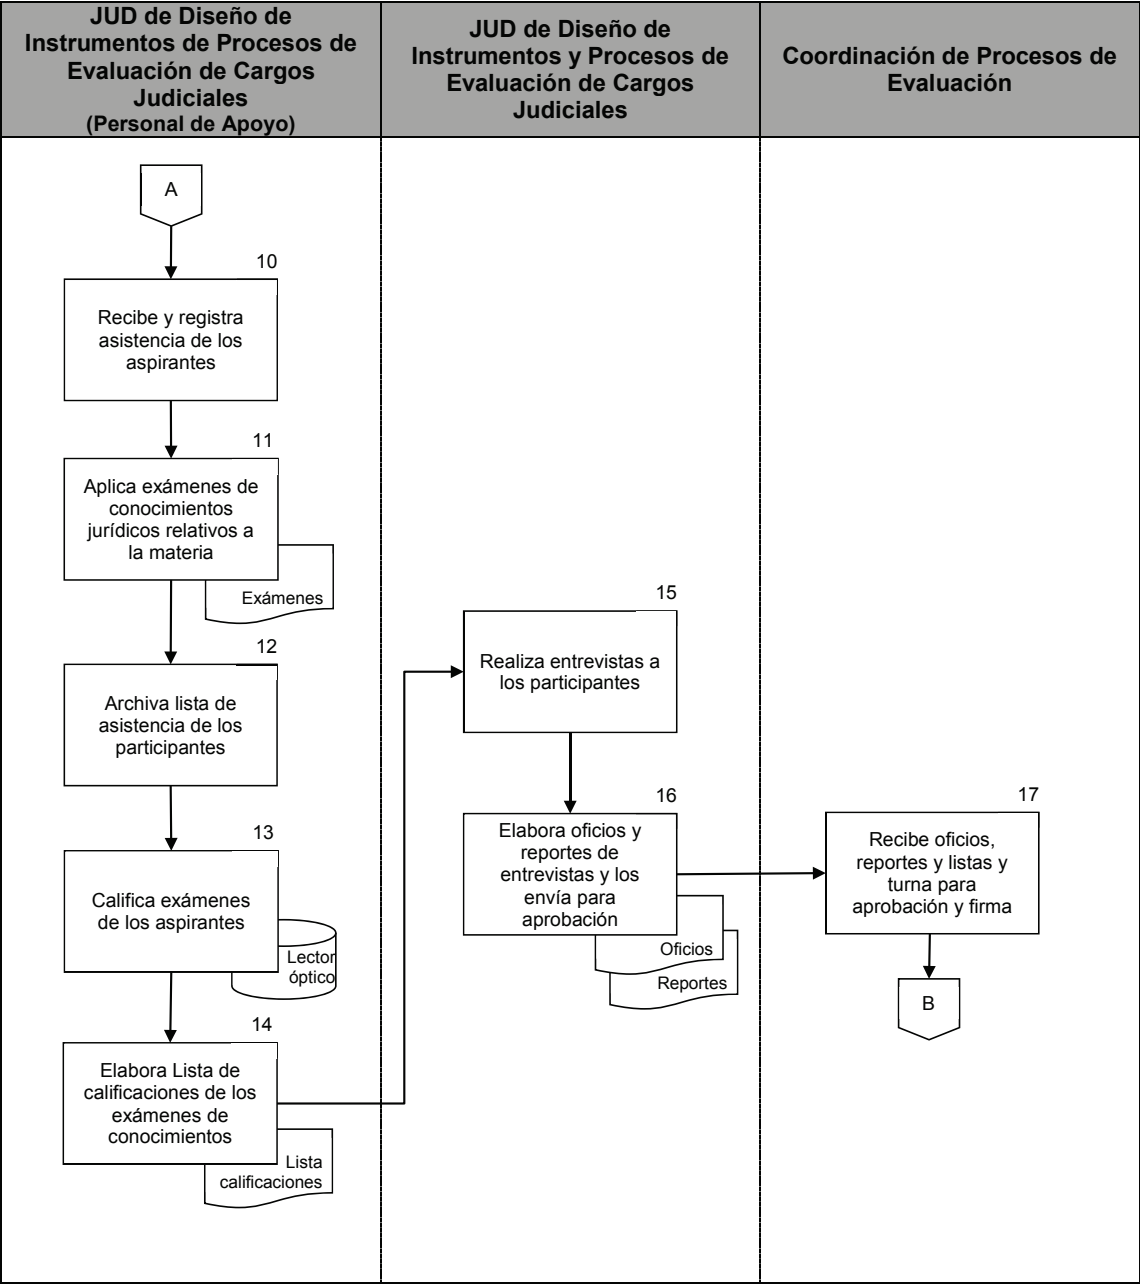 JUD de Diseño de
Instrumentos de Procesos de
Evaluación de Cargos
Judiciales
(Personal de Apoyo)
JUD de Diseño de
Instrumentos y Procesos de
Evaluación de Cargos
Judiciales
Coordinación de Procesos de
Evaluación
A
10
Recibe y registra
asistencia de los
aspirantes
11
Aplica exámenes de
conocimientos
jurídicos relativos a
la materia
Exámenes
12
Archiva lista de
asistencia de los
participantes
13
Califica exámenes
de los aspirantes
Lector
óptico
14
Elabora Lista de
calificaciones de los
exámenes de
conocimientos
Lista
calificaciones
15
Realiza entrevistas a
los participantes
16
Elabora oficios y
reportes de
entrevistas y los
envía para
aprobación
Oficios
Reportes
17
Recibe oficios,
reportes y listas y
turna para
aprobación y firma
B